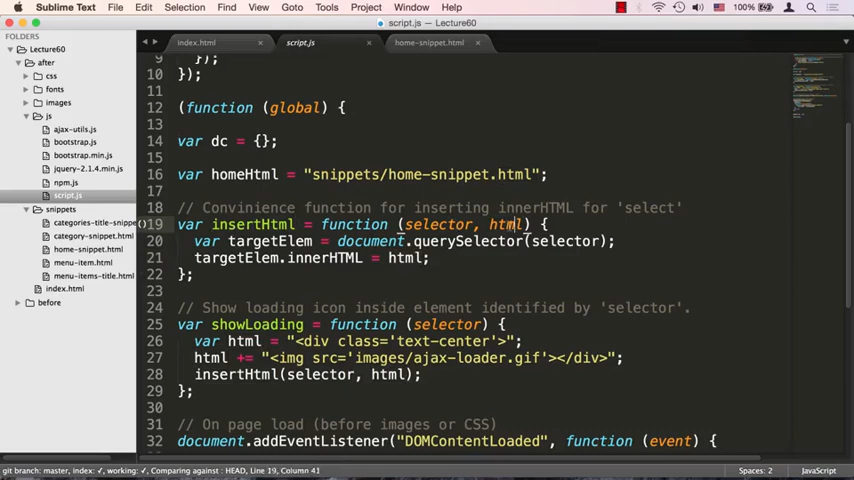 Sublime Text File Edit Selection Find View Goto Tools Project Window Help 100%
script.js — Lecture60
FOLDERS
Lecture60
after
css
fonts
images
js
ajax-utils.js
bootstrap.js
bootstrap.min.js
jquery-2.1.4.min.js
npm.js
script.js
snippets
categories-title-snippe
category-snippet.html
home-snippet.html
menu-item.html
menu-items-title.html
index.html
before
index.html script.js home-snippet.html
9 });
10 });
11
12 (function (global) {
13
14 var dc = {};
15
16 var homeHtml = "snippets/home-snippet.html";
17
18 // Convinience function for inserting innerHTML for 'select'
19 var insertHtml = function (selector, html) {
20 var targetElem = document.querySelector(selector);
21 targetElem.innerHTML = html;
22 };
23
24 // Show loading icon inside element identified by 'selector'.
25 var showLoading = function (selector) {
26 var html = "<div class='text-center'>";
27 html += "<img src='images/ajax-loader.gif'></div>";
28 insertHtml(selector, html);
29 };
30
31 // On page load (before images or CSS)
32 document.addEventListener("DOMContentLoaded", function (event) {
git branch: master, index: ✓, working: ✓, Comparing against : HEAD, Line 19, Column 41 Spaces: 2 JavaScript